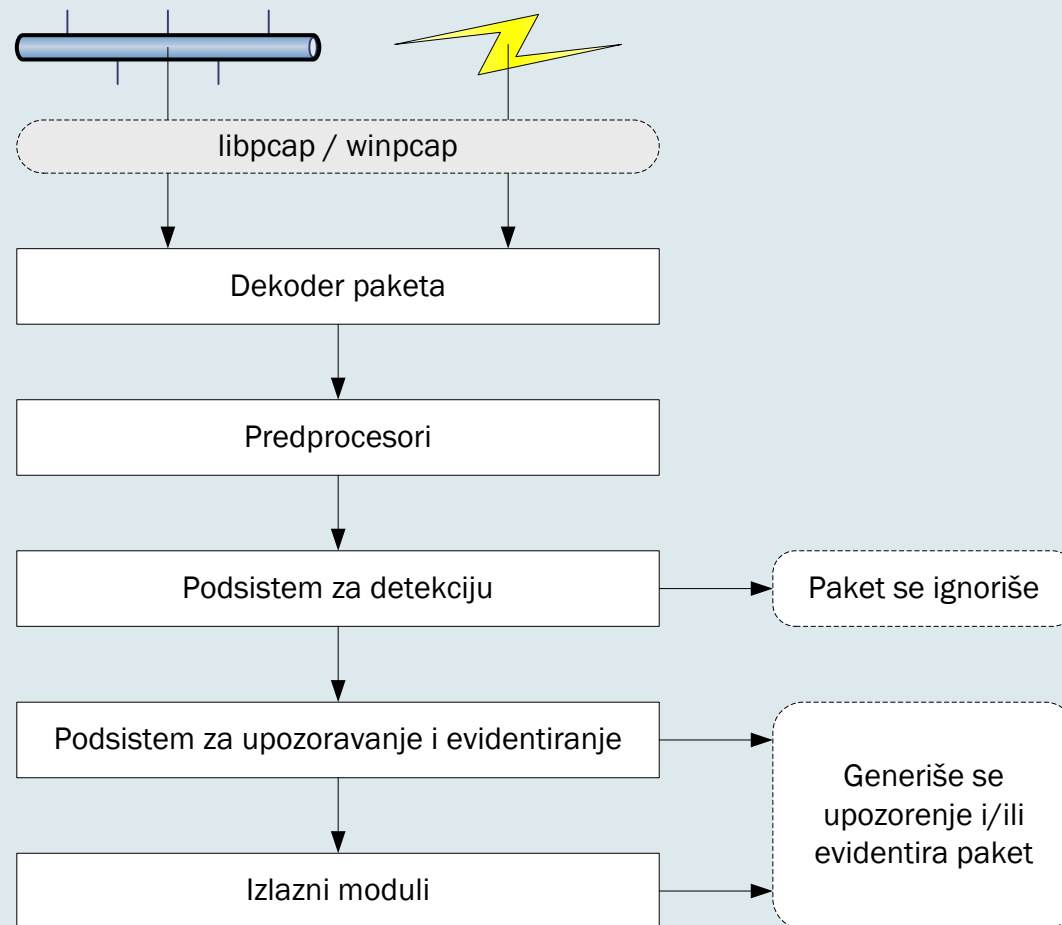 libpcap / winpcap
Dekoder paketa
Predprocesori
Podsistem za detekciju
Paket se ignoriše
Podsistem za upozoravanje i evidentiranje
Generiše se
upozorenje i/ili
evidentira paket
Izlazni moduli